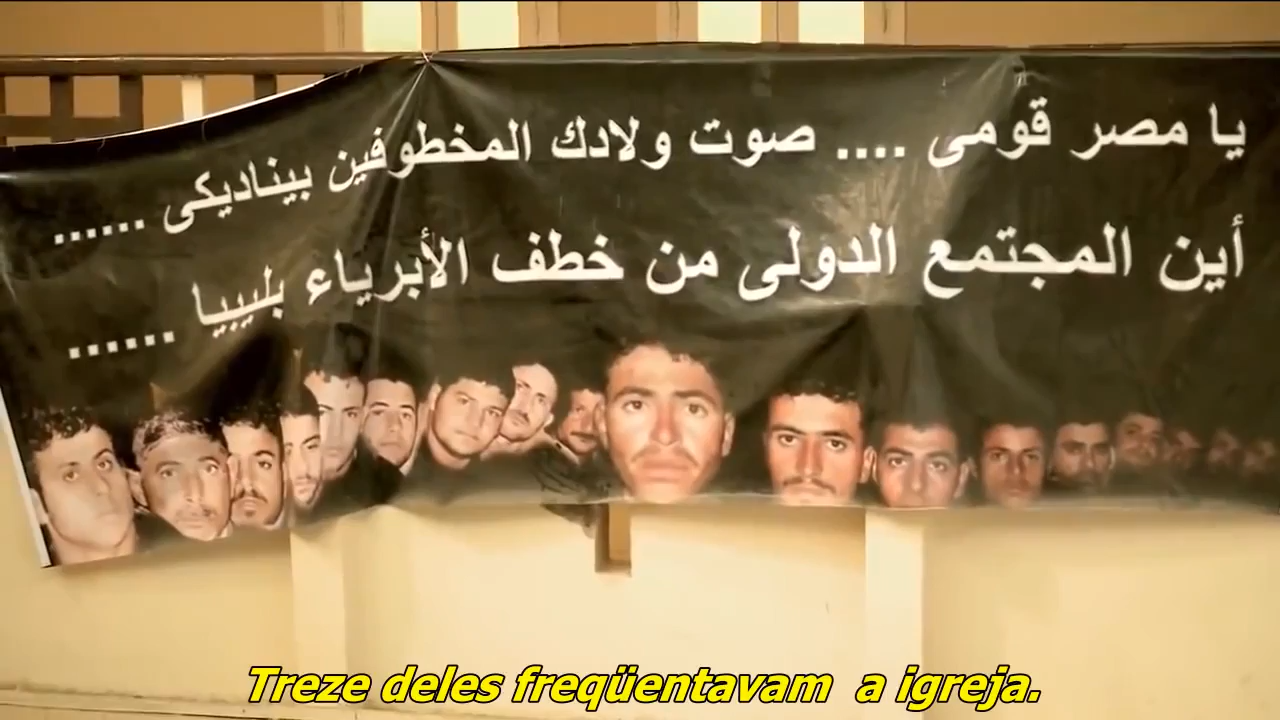 يا مصر قومى .... صوت ولادك المخطوفين بيناديكى ......
أين المجتمع الدولى من خطف الأبرياء بليبيا ......
Treze deles freqüentavam a igreja.